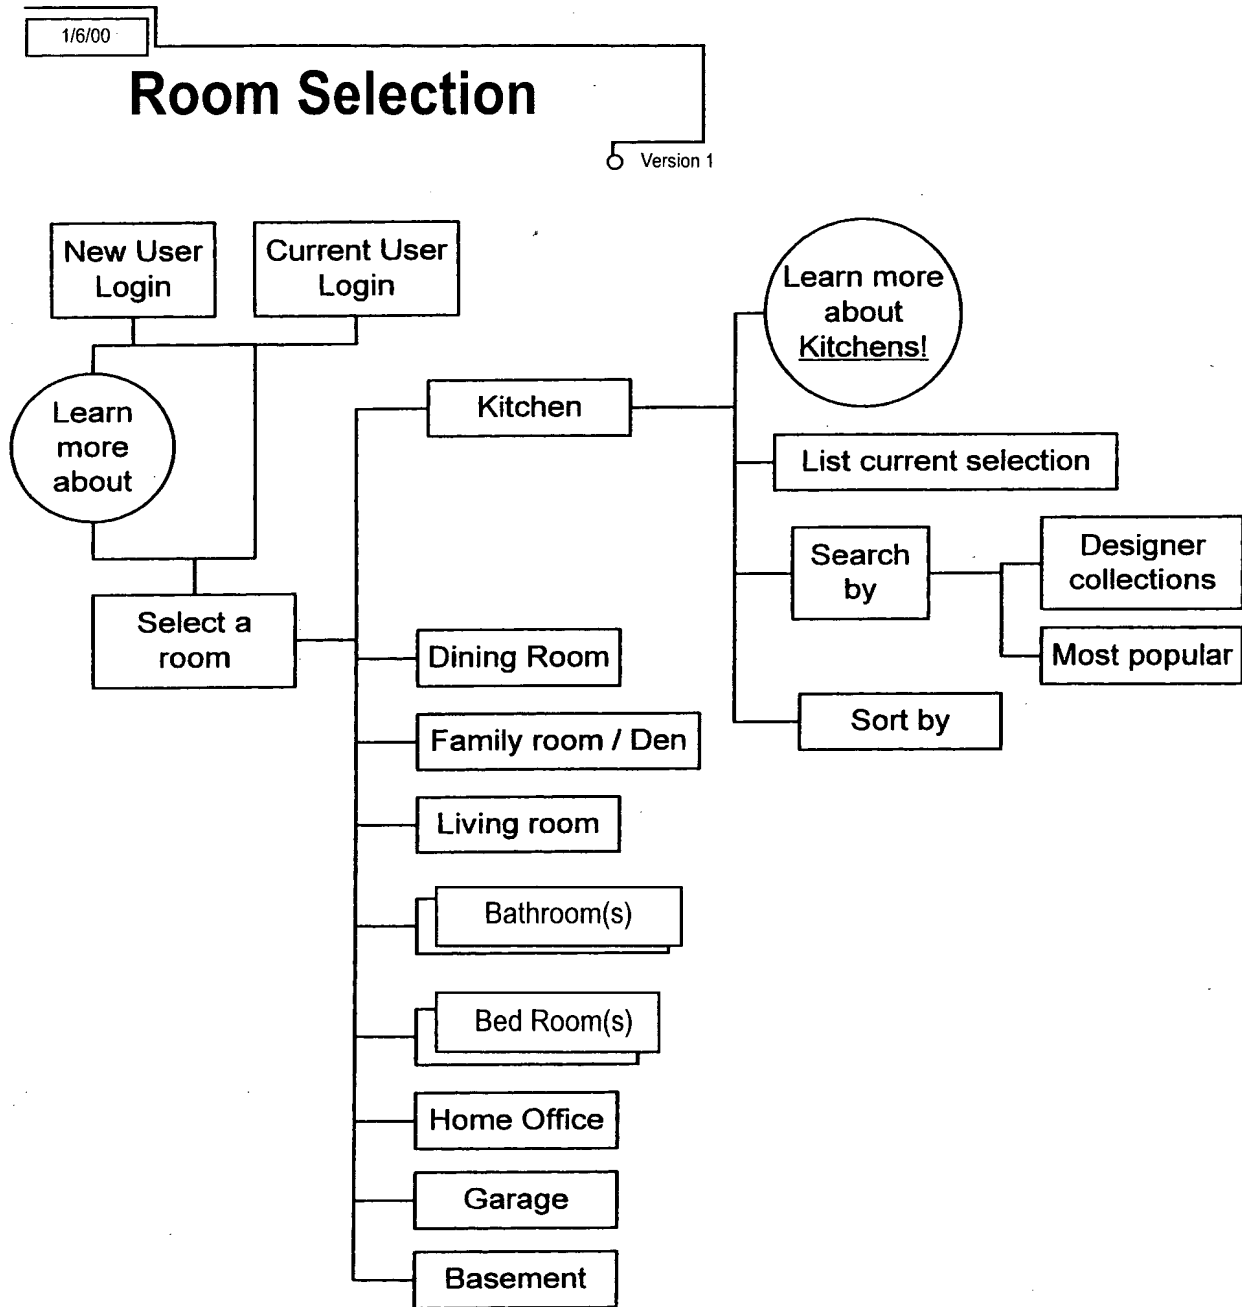 1/6/00
Room Selection
Version 1
New User
Login
Current User
Login
Learn more
about
Kitchens!
Learn
more
about
Kitchen
List current selection
Search
by
Designer
collections
Most popular
Sort by
Select a
room
Dining Room
Family room / Den
Living room
Bathroom(s)
Bed Room(s)
Home Office
Garage
Basement